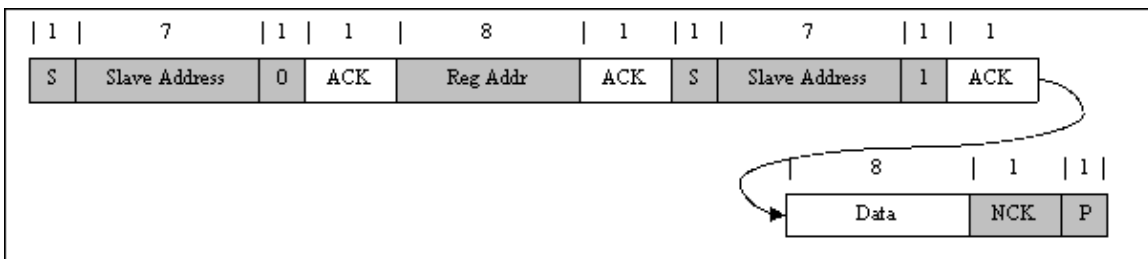 | 1 | 7 | 1 | 1 | 8 | 1 | 1 | 7 | 1 | 1
S Slave Address 0 ACK Reg Addr ACK S Slave Address 1 ACK
| 8 | 1 | 1 |
Data NCK P